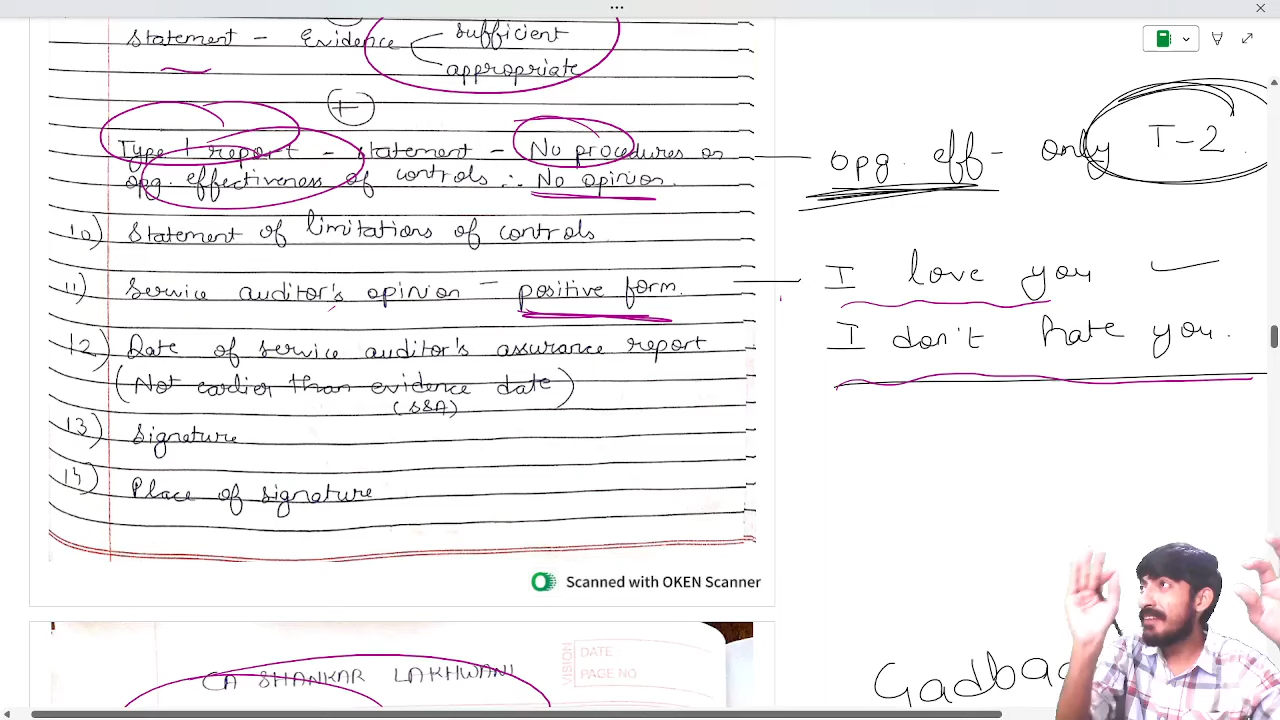 Statement - Evidence
sufficient
appropriate
+
Type 1 report - statement - No procedures on
opg. effectiveness of controls ∴ No opinion.
10) Statement of limitations of controls
11) Service auditor's opinion - positive form.
12) Date of service auditor's assurance report
(Not earlier than evidence date)
(SSA)
13) Signature
14) Place of signature
Scanned with OKEN Scanner
opg. eff - only T-2
I love you
I don't hate you.
VISION
DATE
PAGE NO
CA SHANKAR LAKHWANI